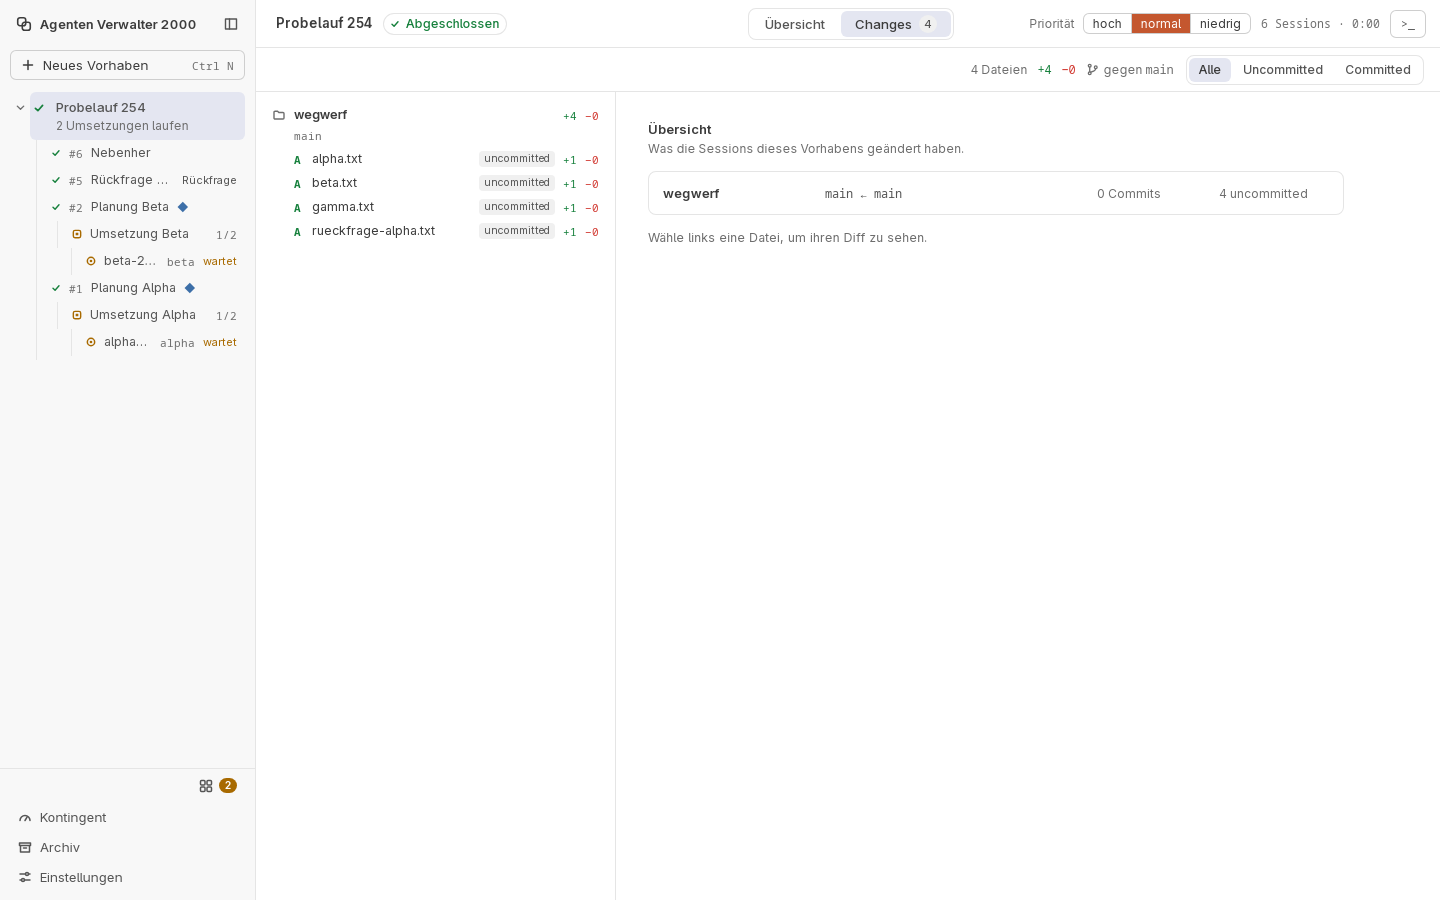 Agenten Verwalter 2000
Neues Vorhaben Ctrl N
Probelauf 254
2 Umsetzungen laufen
#6 Nebenher
#5 Rückfrage ... Rückfrage
#2 Planung Beta
Umsetzung Beta 1/2
beta-2... beta wartet
#1 Planung Alpha
Umsetzung Alpha 1/2
alpha... alpha wartet
2
Kontingent
Archiv
Einstellungen
Probelauf 254 Abgeschlossen
Übersicht Changes 4
Priorität hoch normal niedrig 6 Sessions · 0:00 >_
4 Dateien +4 −0 gegen main Alle Uncommitted Committed
wegwerf +4 −0
main
A alpha.txt uncommitted +1 −0
A beta.txt uncommitted +1 −0
A gamma.txt uncommitted +1 −0
A rueckfrage-alpha.txt uncommitted +1 −0
Übersicht
Was die Sessions dieses Vorhabens geändert haben.
wegwerf main ← main 0 Commits 4 uncommitted
Wähle links eine Datei, um ihren Diff zu sehen.